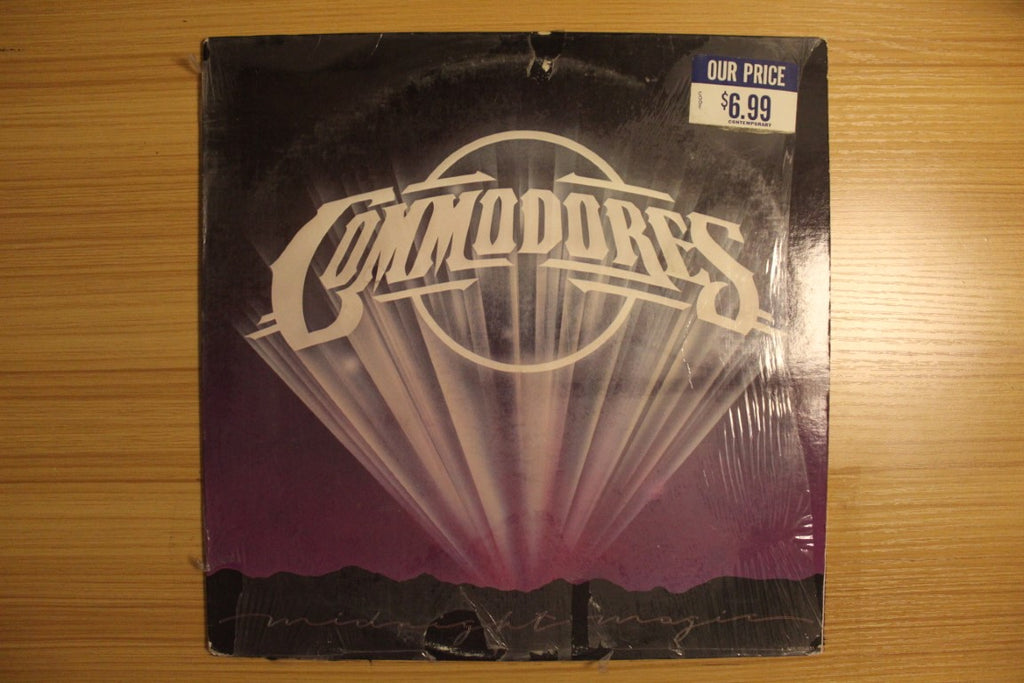 OUR PRICE
$6.99
CONTEMPORARY
COMMODORES
midnight magic